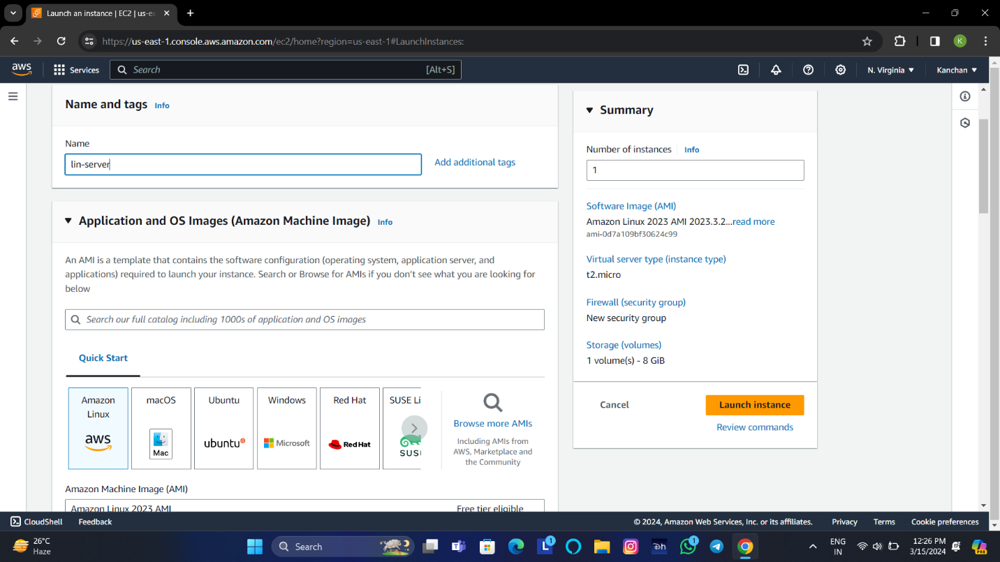 Launch an instance | EC2 | us-ea
https://us-east-1.console.aws.amazon.com/ec2/home?region=us-east-1#LaunchInstances:
K
aws
Services
Search
[Alt+S]
N. Virginia
Kanchan
Name and tags Info
Name
lin-server
Add additional tags
Application and OS Images (Amazon Machine Image) Info
An AMI is a template that contains the software configuration (operating system, application server, and
applications) required to launch your instance. Search or Browse for AMIs if you don't see what you are looking for
below
Search our full catalog including 1000s of application and OS images
Quick Start
Amazon
Linux
aws
macOS
Mac
Ubuntu
ubuntu
Windows
Microsoft
Red Hat
Red Hat
SUSE Li
SUS
Browse more AMIs
Including AMIs from
AWS, Marketplace and
the Community
Amazon Machine Image (AMI)
Amazon Linux 2023 AMI
Free tier eligible
Summary
Number of instances Info
1
Software Image (AMI)
Amazon Linux 2023 AMI 2023.3.2...read more
ami-0d7a109bf30624c99
Virtual server type (instance type)
t2.micro
Firewall (security group)
New security group
Storage (volumes)
1 volume(s) - 8 GiB
Cancel
Launch instance
Review commands
CloudShell
Feedback
© 2024, Amazon Web Services, Inc. or its affiliates.
Privacy
Terms
Cookie preferences
26°C
Haze
Search
L
1
Dh
1
ENG
IN
12:26 PM
3/15/2024
PRE